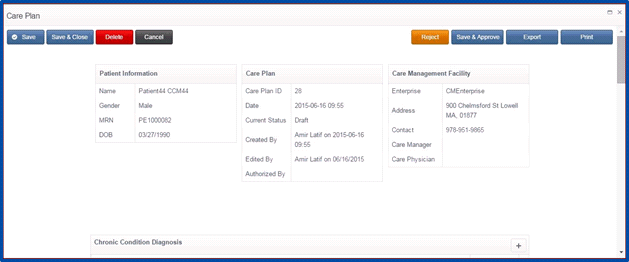 Care Plan
Save Save & Close Delete Cancel Reject Save & Approve Export Print
Patient Information
Name Patient44 CCM44
Gender Male
MRN PE1000082
DOB 03/27/1990
Care Plan
Care Plan ID 28
Date 2015-06-16 09:55
Current Status Draft
Created By Amir Latif on 2015-06-16
09:55
Edited By Amir Latif on 06/16/2015
Authorized By
Care Management Facility
Enterprise CMEnterprise
Address 900 Chelmsford St Lowell
MA, 01877
Contact 978-951-9865
Care Manager
Care Physician
Chronic Condition Diagnosis